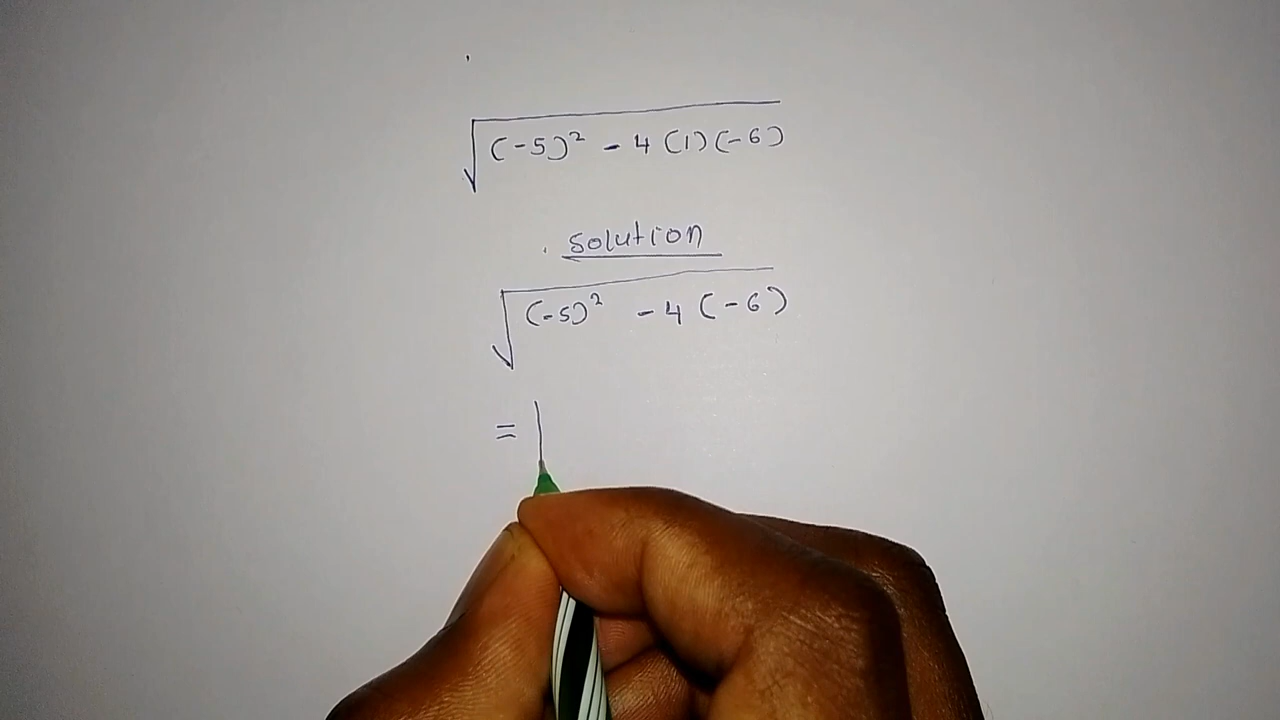 √(-5)² - 4(1)(-6)
solution
√(-5)² - 4(-6)
=